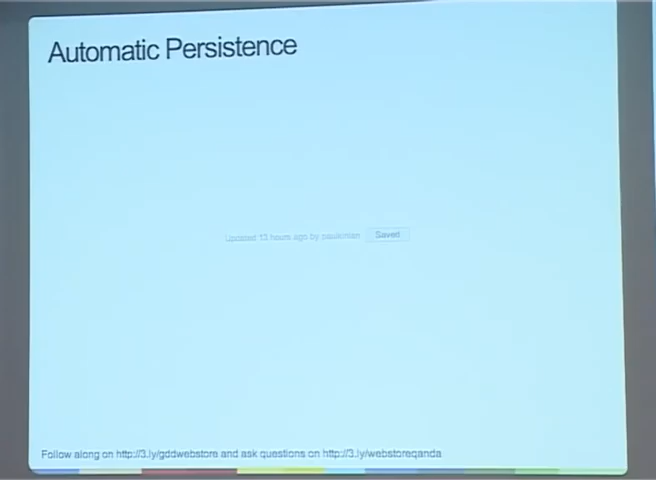 Automatic Persistence
Updated 13 hours ago by paulkinlan Saved
Follow along on http://3.ly/gddwebstore and ask questions on http://3.ly/webstoreqanda